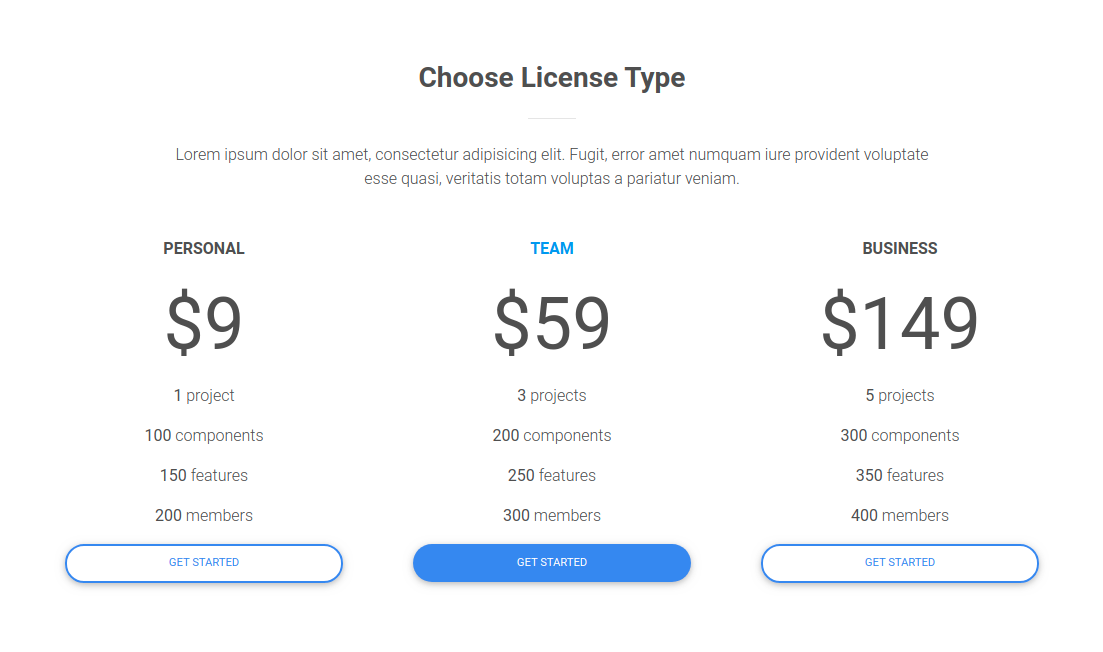 Choose License Type
Lorem ipsum dolor sit amet, consectetur adipisicing elit. Fugit, error amet numquam iure provident voluptate
esse quasi, veritatis totam voluptas a pariatur veniam.
PERSONAL
$9
1 project
100 components
150 features
200 members
GET STARTED
TEAM
$59
3 projects
200 components
250 features
300 members
GET STARTED
BUSINESS
$149
5 projects
300 components
350 features
400 members
GET STARTED